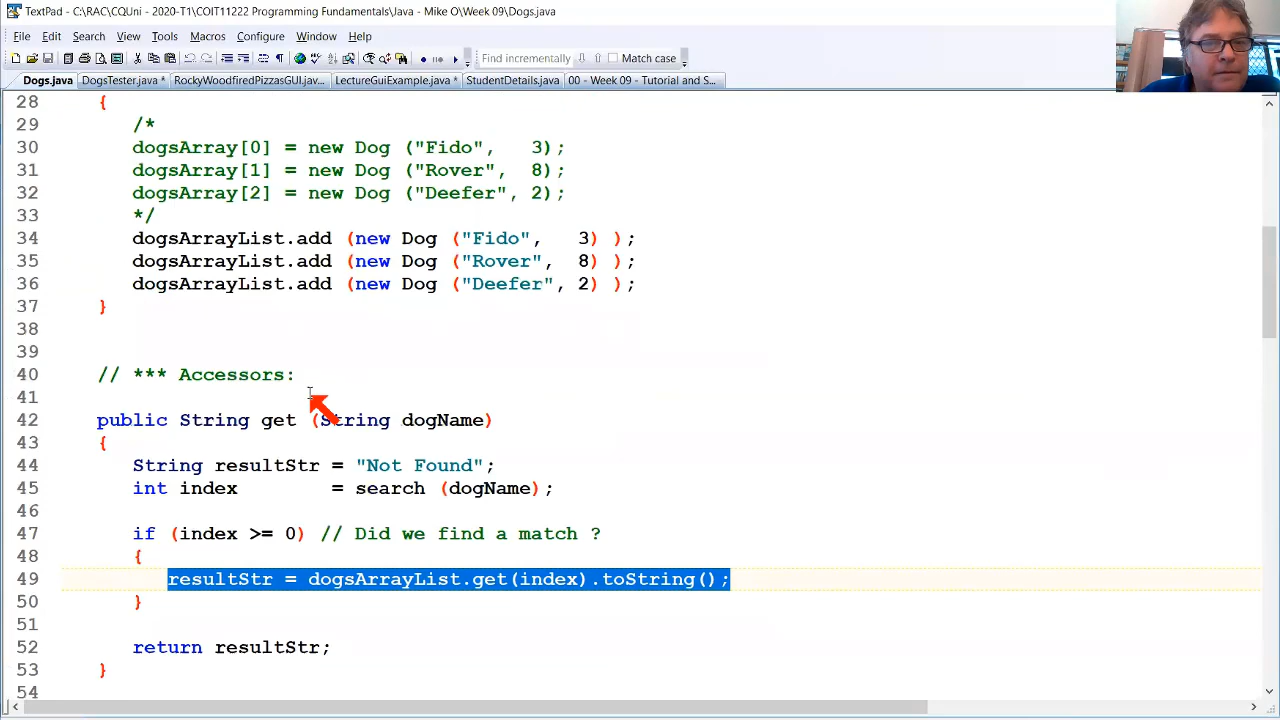 TextPad - C:\RAC\CQUni - 2020-T1\COIT11222 Programming Fundamentals\Java - Mike O\Week 09\Dogs.java
File Edit Search View Tools Macros Configure Window Help
Find incrementally Match case
Dogs.java DogsTester.java * RockyWoodfiredPizzasGUI.jav... LectureGuiExample.java * StudentDetails.java 00 - Week 09 - Tutorial and S...
28 {
29 /*
30 dogsArray[0] = new Dog ("Fido", 3);
31 dogsArray[1] = new Dog ("Rover", 8);
32 dogsArray[2] = new Dog ("Deefer", 2);
33 */
34 dogsArrayList.add (new Dog ("Fido", 3) );
35 dogsArrayList.add (new Dog ("Rover", 8) );
36 dogsArrayList.add (new Dog ("Deefer", 2) );
37 }
38
39
40 // *** Accessors:
41
42 public String get (String dogName)
43 {
44 String resultStr = "Not Found";
45 int index = search (dogName);
46
47 if (index >= 0) // Did we find a match ?
48 {
49 resultStr = dogsArrayList.get(index).toString();
50 }
51
52 return resultStr;
53 }
54